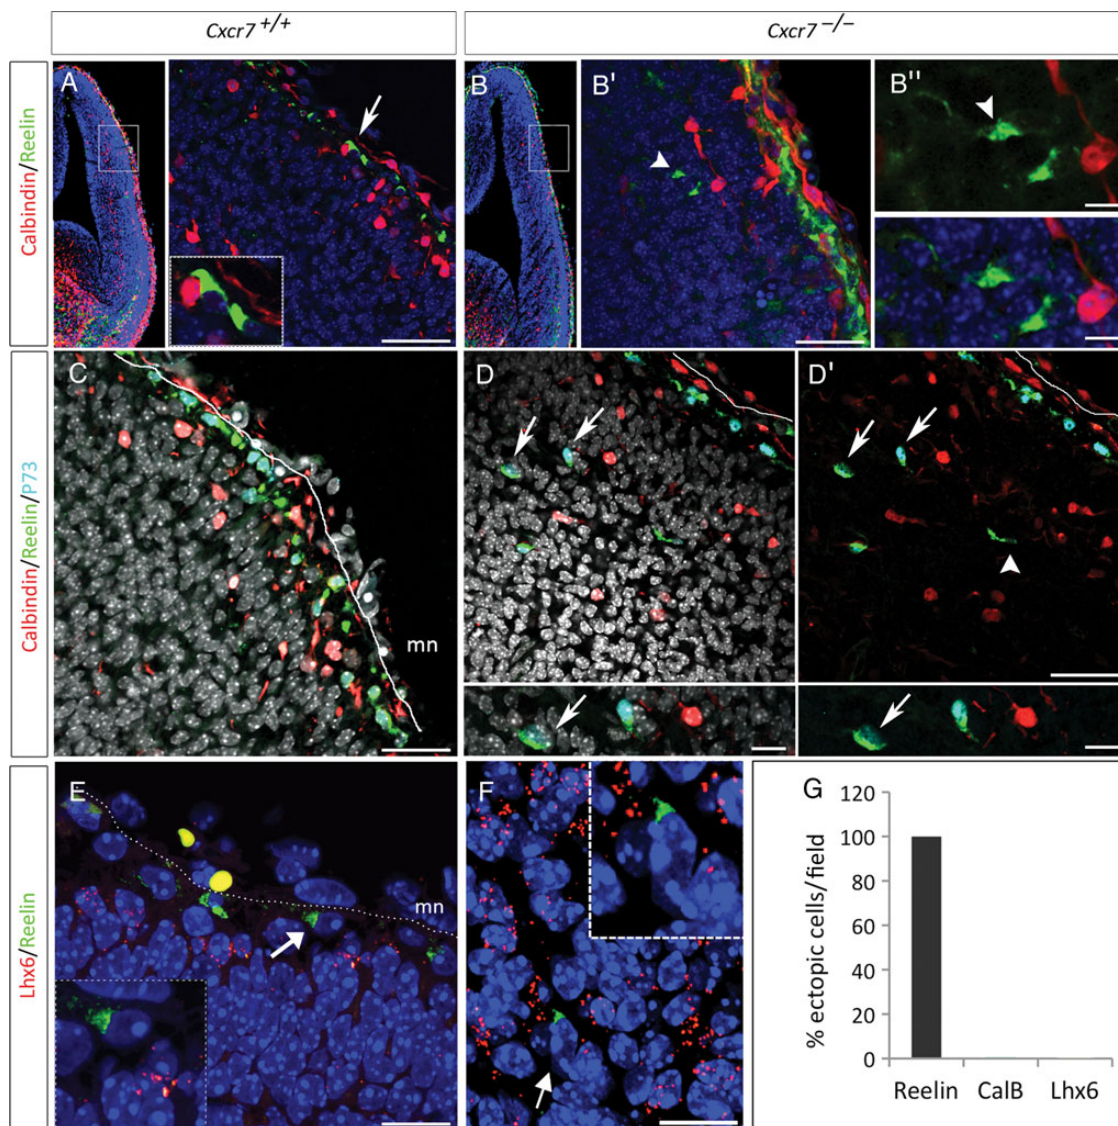 Cxcr7 +/+
Cxcr7 −/−
Calbindin/Reelin
A
B
B'
B''
Calbindin/Reelin/P73
C
mn
D
D'
Lhx6/Reelin
E
mn
F
G
% ectopic cells/field
120
100
80
60
40
20
0
Reelin CalB Lhx6